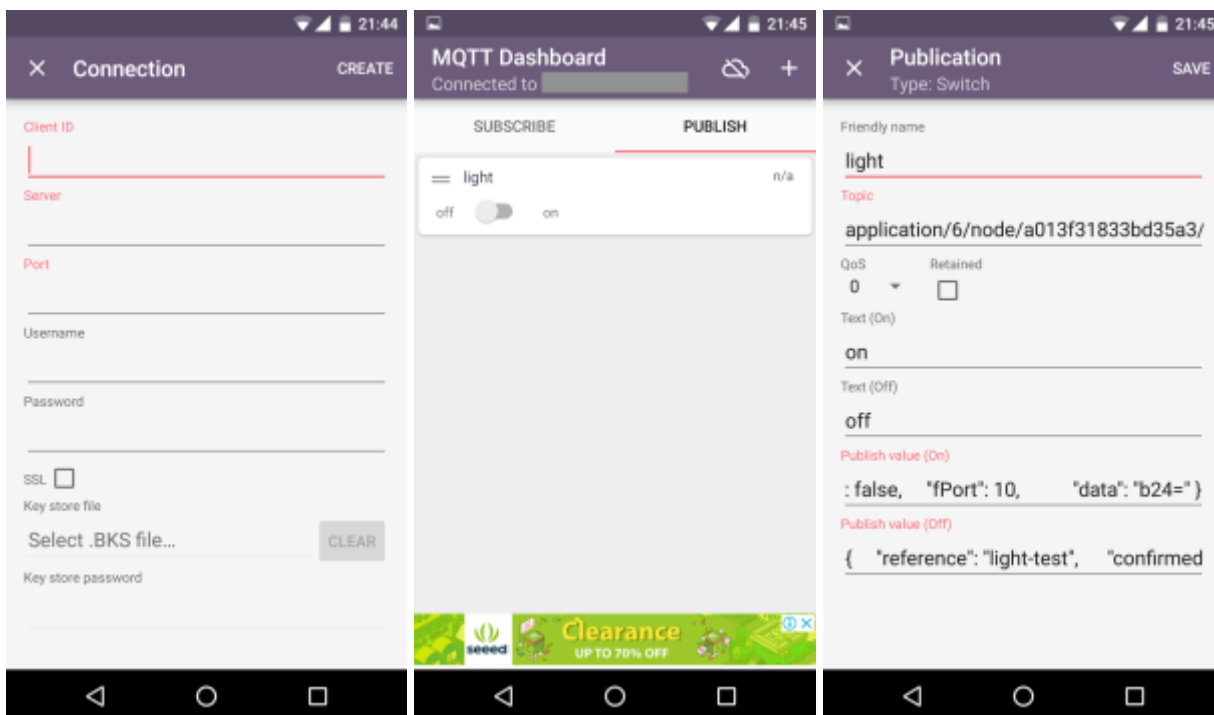 21:44
× Connection CREATE
Client ID
Server
Port
Username
Password
SSL
Key store file
Select .BKS file... CLEAR
Key store password
21:45
MQTT Dashboard
Connected to
SUBSCRIBE PUBLISH
light n/a
off on
seeed Clearance
UP TO 70% OFF
21:45
× Publication SAVE
Type: Switch
Friendly name
light
Topic
application/6/node/a013f31833bd35a3/
QoS Retained
0
Text (On)
on
Text (Off)
off
Publish value (On)
: false, "fPort": 10, "data": "b24=" }
Publish value (Off)
{ "reference": "light-test", "confirmed